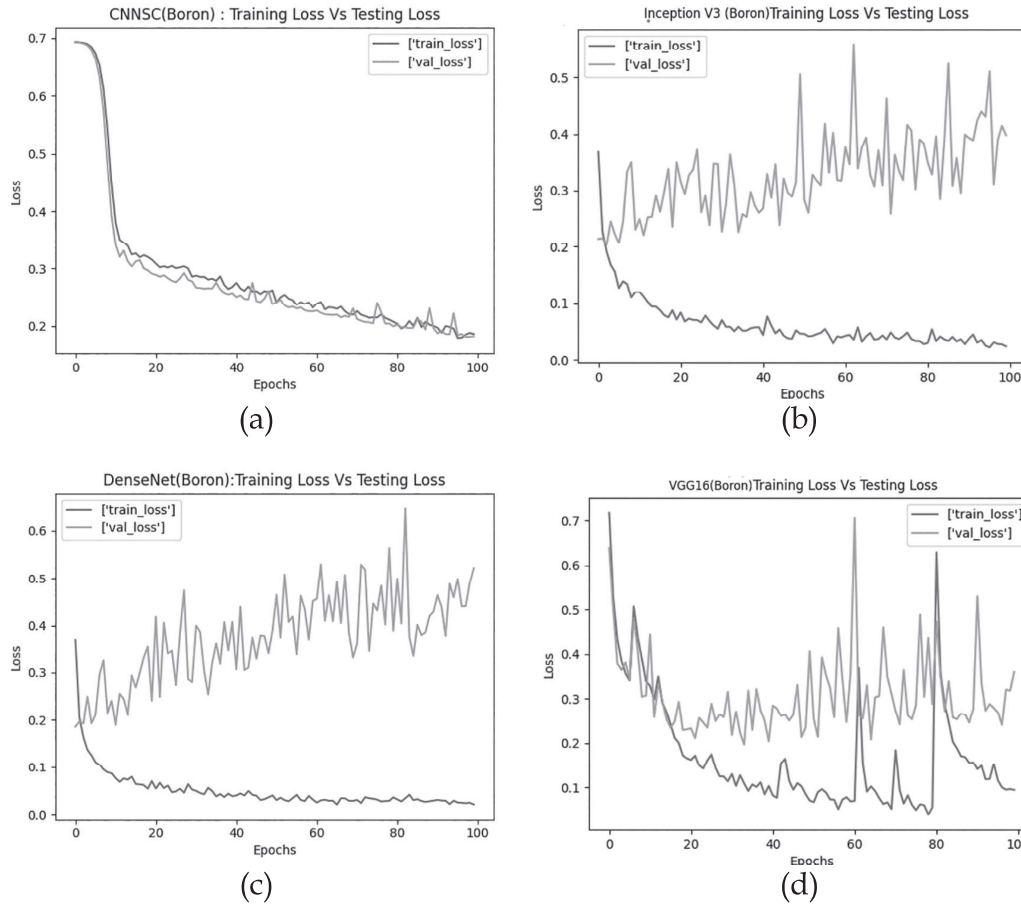 CNNSC(Boron) : Training Loss Vs Testing Loss
0.7
0.6
0.5
0.4
0.3
0.2
Loss
['train_loss']
['val_loss']
0 20 40 60 80 100
Epochs
(a)
Inception V3 (Boron)Training Loss Vs Testing Loss
['train_loss']
['val_loss']
0.5
0.4
0.3
0.2
0.1
0.0
Loss
0 20 40 60 80 100
Epochs
(b)
DenseNet(Boron):Training Loss Vs Testing Loss
['train_loss']
['val_loss']
0.6
0.5
0.4
0.3
0.2
0.1
0.0
Loss
0 20 40 60 80 100
Epochs
(c)
VGG16(Boron)Training Loss Vs Testing Loss
['train_loss']
['val_loss']
0.7
0.6
0.5
0.4
0.3
0.2
0.1
Loss
0 20 40 60 80 10
Epochs
(d)